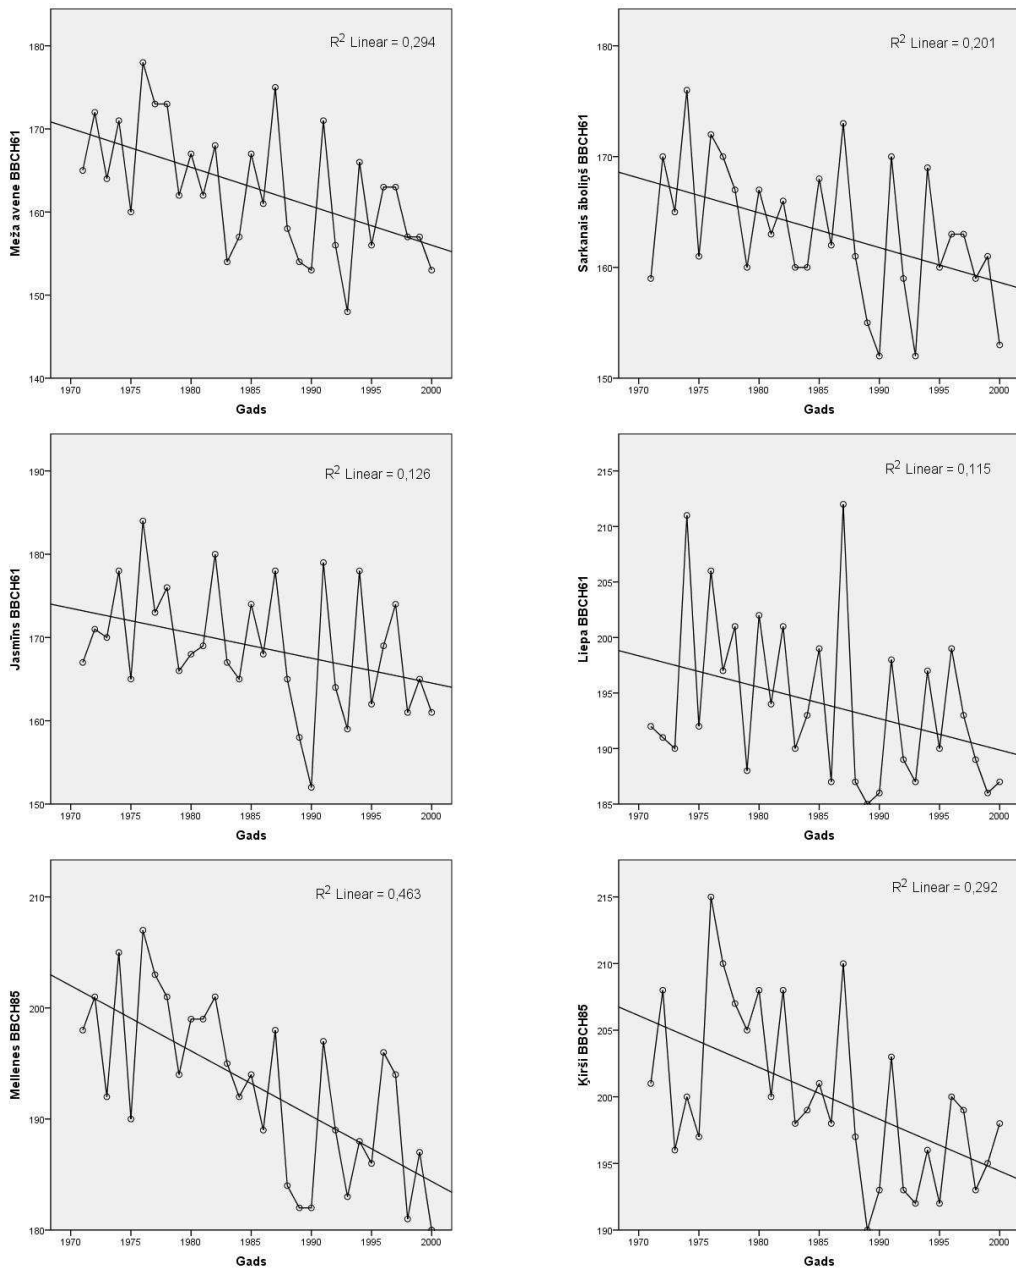 R2 Linear = 0,294
180
170
160
150
140
Meža avene BBCH61
1970 1975 1980 1985 1990 1995 2000
Gads
R2 Linear = 0,201
180
170
160
150
Sarkanais āboliņš BBCH61
1970 1975 1980 1985 1990 1995 2000
Gads
R2 Linear = 0,126
190
180
170
160
150
Jasmīns BBCH61
1970 1975 1980 1985 1990 1995 2000
Gads
R2 Linear = 0,115
215
210
205
200
195
190
185
Liepa BBCH61
1970 1975 1980 1985 1990 1995 2000
Gads
R2 Linear = 0,463
210
200
190
180
Mellenes BBCH85
1970 1975 1980 1985 1990 1995 2000
Gads
R2 Linear = 0,292
215
210
205
200
195
190
Ķirši BBCH85
1970 1975 1980 1985 1990 1995 2000
Gads